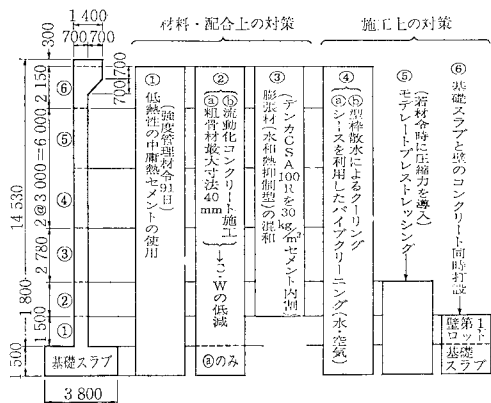 材料・配合上の対策
施工上の対策
1 400
700 700
300
700 700
2 150
2@3 000=6 000
2 780
1 500
14 530
1 800
1 500
3 800
⑥
⑤
④
③
②
①
基礎スラブ
①
低熱性の中庸熱セメントの使用
(強度管理材令91日)
②
ⓑ流動化コンクリート施工
ⓐ粗骨材最大寸法40mm
→C・Wの低減
ⓐのみ
③
(デンカCSA100Rを30kg/m³セメント内割)
膨張材(水和熱抑制型)の混和
④
ⓑ型枠散水によるクーリング
ⓐシースを利用したパイプクリーニング(水・空気)
⑤
(若材令時に圧縮力を導入)
モデレートプレストレッシング
⑥
基礎スラブと壁のコンクリート同時打設
壁第1
ロット
基礎
スラブ